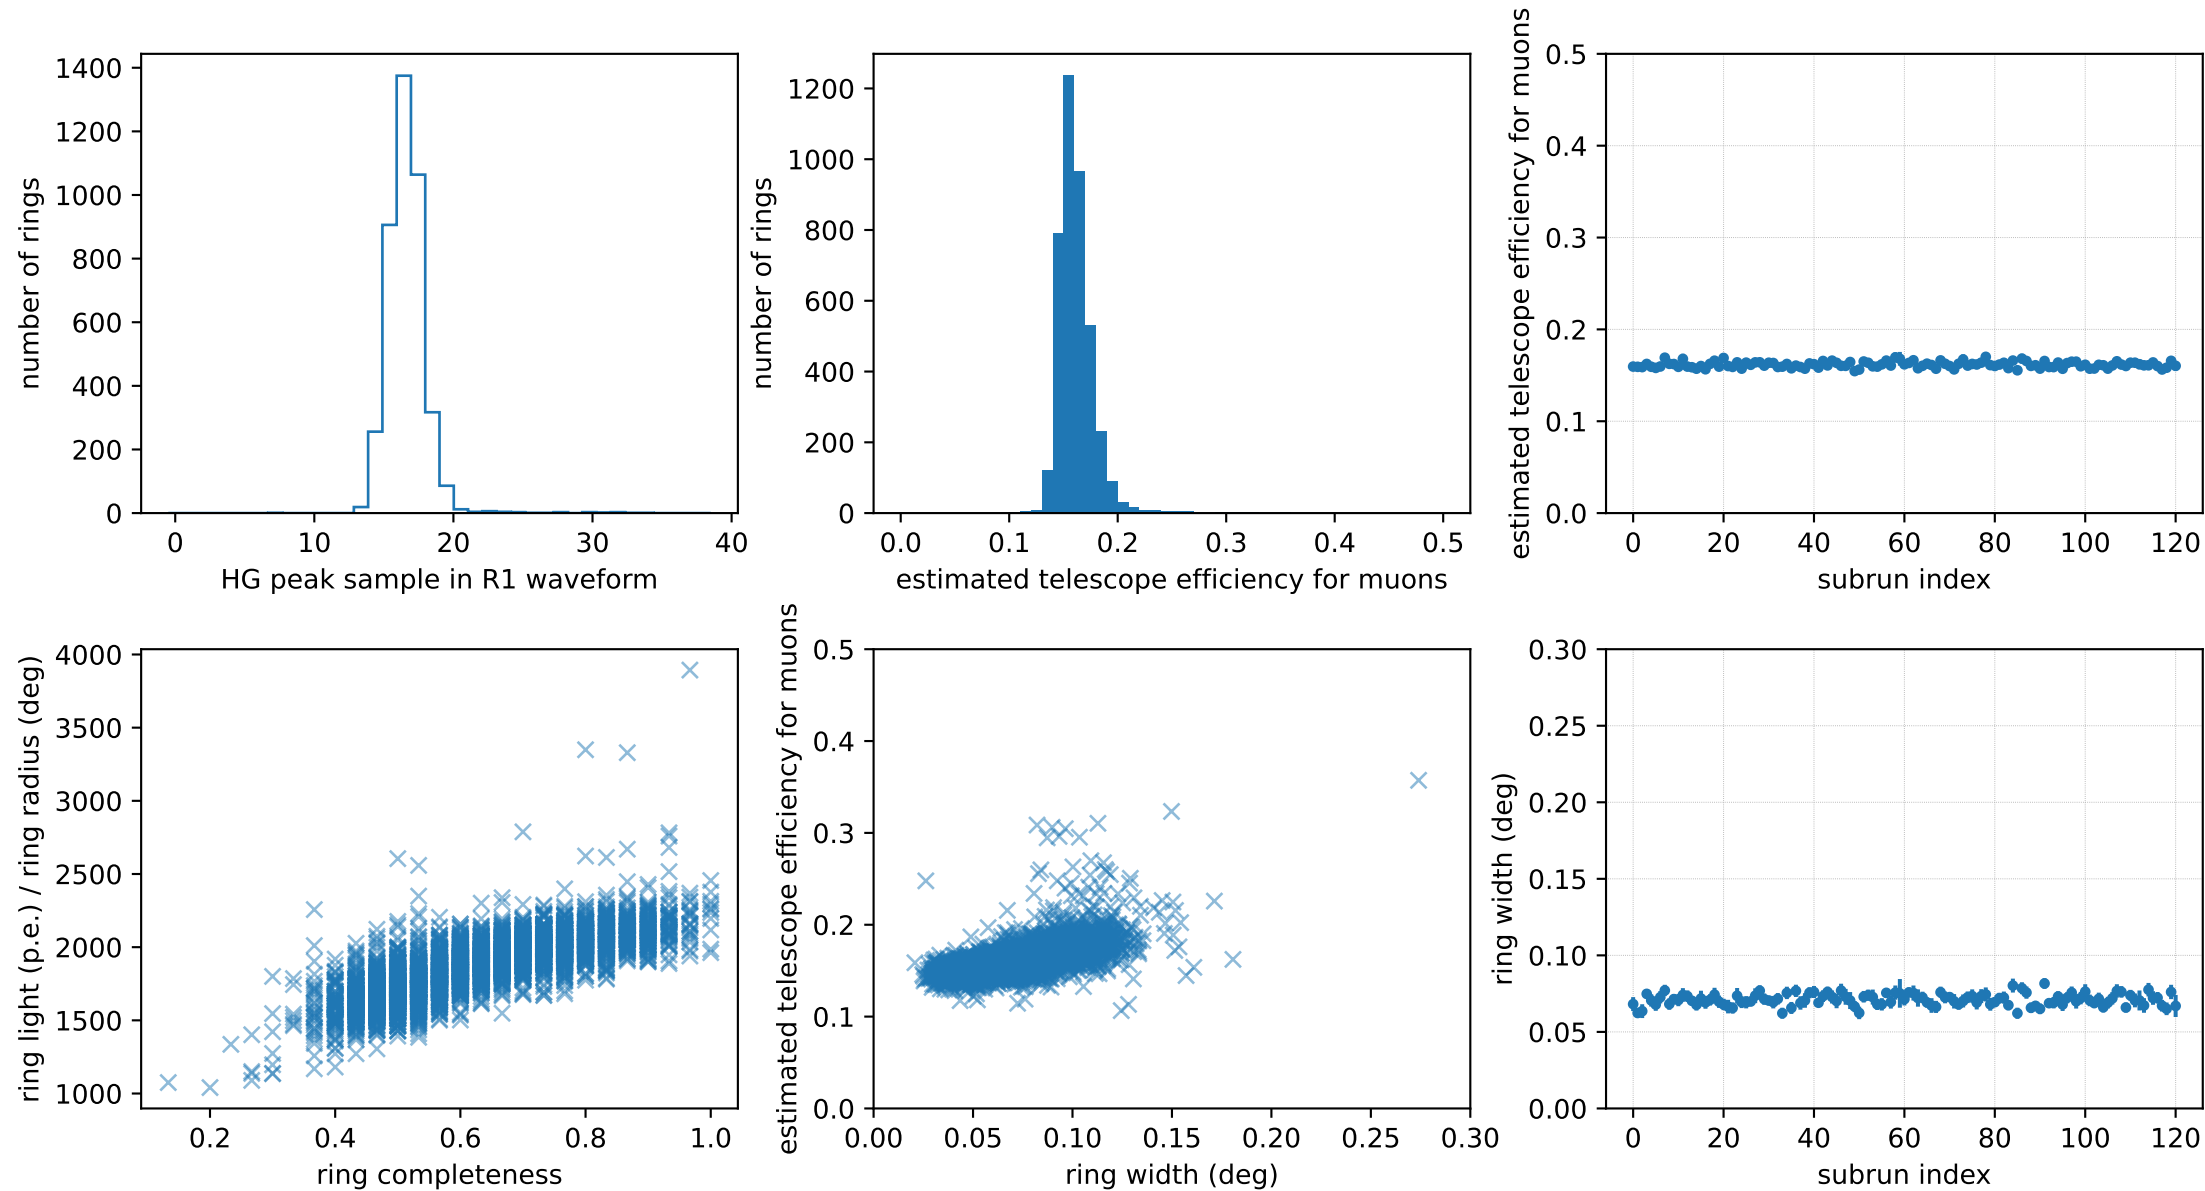 1400
1200
1000
800
600
400
200
0
number of rings
0 10 20 30 40
HG peak sample in R1 waveform
1200
1000
800
600
400
200
0
number of rings
0.0 0.1 0.2 0.3 0.4 0.5
estimated telescope efficiency for muons
0.5
0.4
0.3
0.2
0.1
0.0
estimated telescope efficiency for muons
0 20 40 60 80 100 120
subrun index
4000
3500
3000
2500
2000
1500
1000
ring light (p.e.) / ring radius (deg)
0.2 0.4 0.6 0.8 1.0
ring completeness
0.5
0.4
0.3
0.2
0.1
0.0
estimated telescope efficiency for muons
0.00 0.05 0.10 0.15 0.20 0.25 0.30
ring width (deg)
0.30
0.25
0.20
0.15
0.10
0.05
0.00
ring width (deg)
0 20 40 60 80 100 120
subrun index